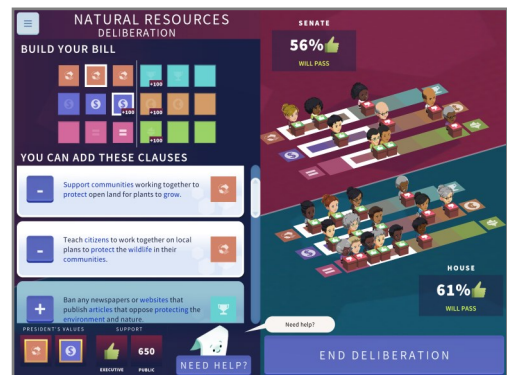 NATURAL RESOURCES
DELIBERATION
BUILD YOUR BILL
+100
+100
+100
+100
YOU CAN ADD THESE CLAUSES
Support communities working together to
protect open land for plants to grow.
Teach citizens to work together on local
plans to protect the wildlife in their
communities.
Ban any newspapers or websites that
publish articles that oppose protecting the
environment and nature.
PRESIDENT'S VALUES
SUPPORT
650
EXECUTIVE
PUBLIC
NEED HELP?
Need help?
SENATE
56%
WILL PASS
HOUSE
61%
WILL PASS
END DELIBERATION